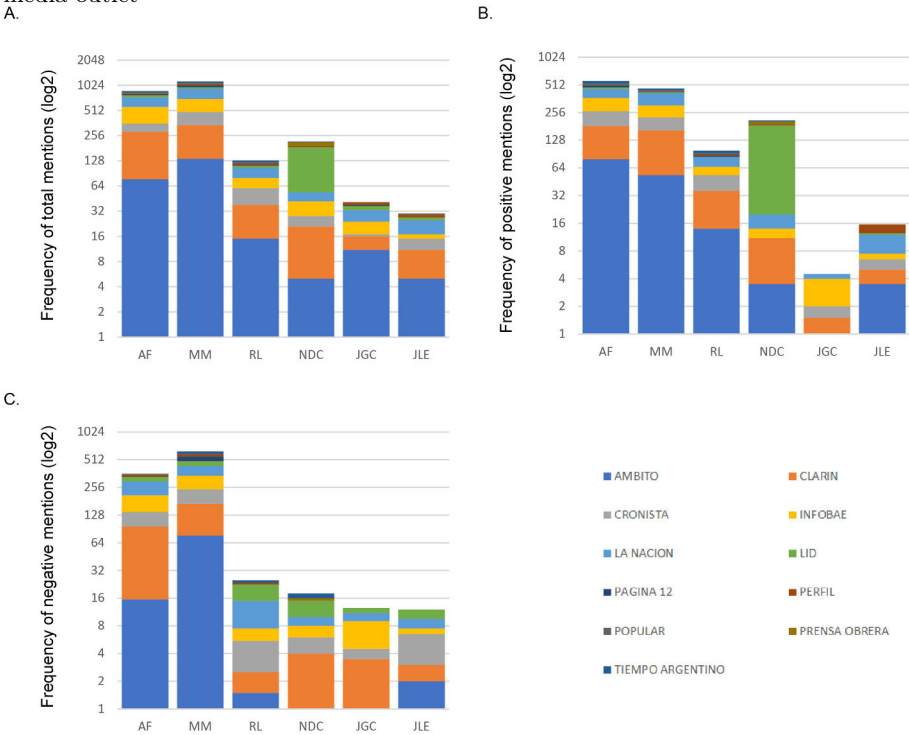 media outlet
A.
Frequency of total mentions (log2)
2048
1024
512
256
128
64
32
16
8
4
2
1
AF MM RL NDC JGC JLE
B.
Frequency of positive mentions (log2)
1024
512
256
128
64
32
16
8
4
2
1
AF MM RL NDC JGC JLE
C.
Frequency of negative mentions (log2)
1024
512
256
128
64
32
16
8
4
2
1
AF MM RL NDC JGC JLE
AMBITO CLARIN
CRONISTA INFOBAE
LA NACION LID
PAGINA 12 PERFIL
POPULAR PRENSA OBRERA
TIEMPO ARGENTINO